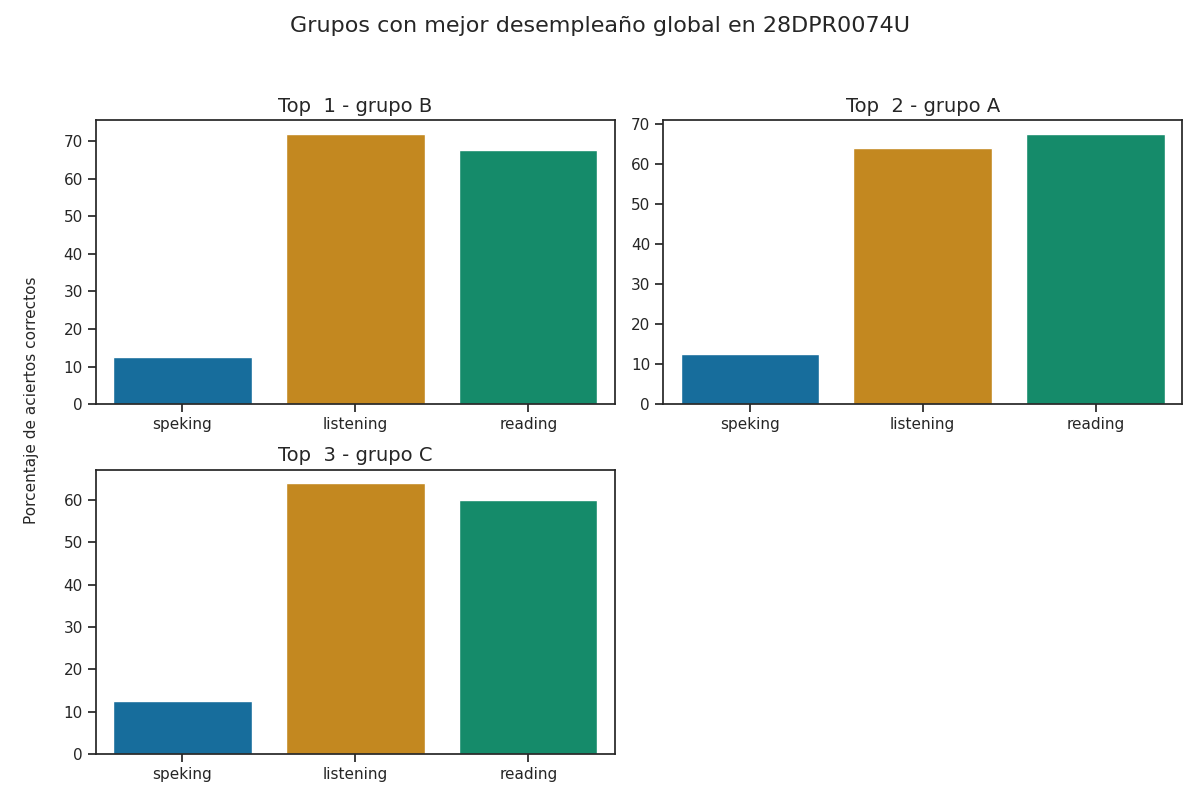 Grupos con mejor desempleaño global en 28DPR0074U
Porcentaje de aciertos correctos
Top  1 - grupo B
70
60
50
40
30
20
10
0
speking listening reading
Top  2 - grupo A
70
60
50
40
30
20
10
0
speking listening reading
Top  3 - grupo C
60
50
40
30
20
10
0
speking listening reading